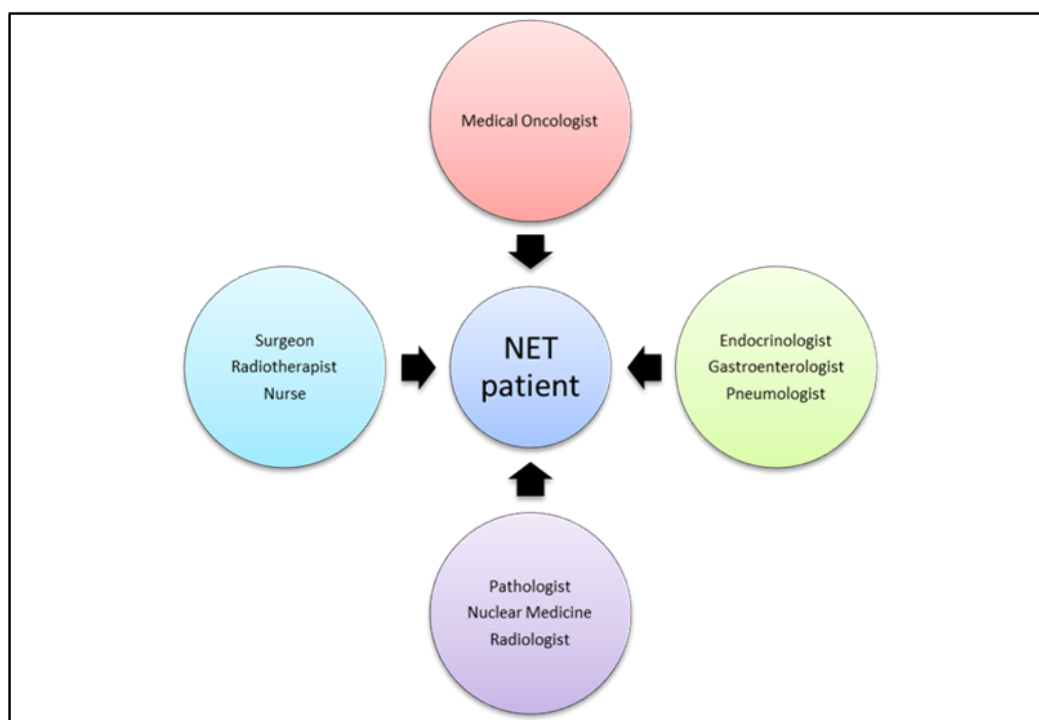 Medical Oncologist
Surgeon
Radiotherapist
Nurse
NET
patient
Endocrinologist
Gastroenterologist
Pneumologist
Pathologist
Nuclear Medicine
Radiologist